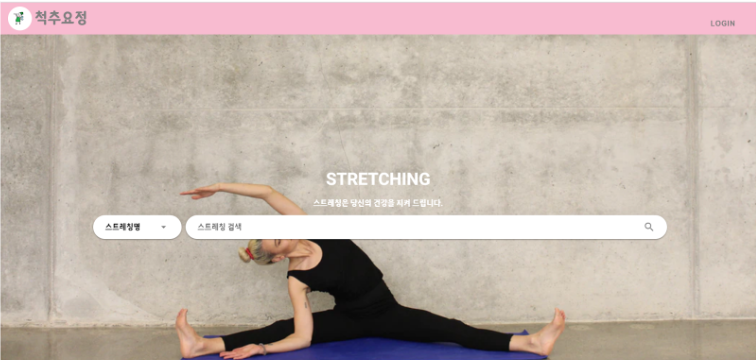 척추요정
LOGIN
STRETCHING
스트레칭은 당신의 건강을 지켜 드립니다.
스트레칭명
스트레칭 검색